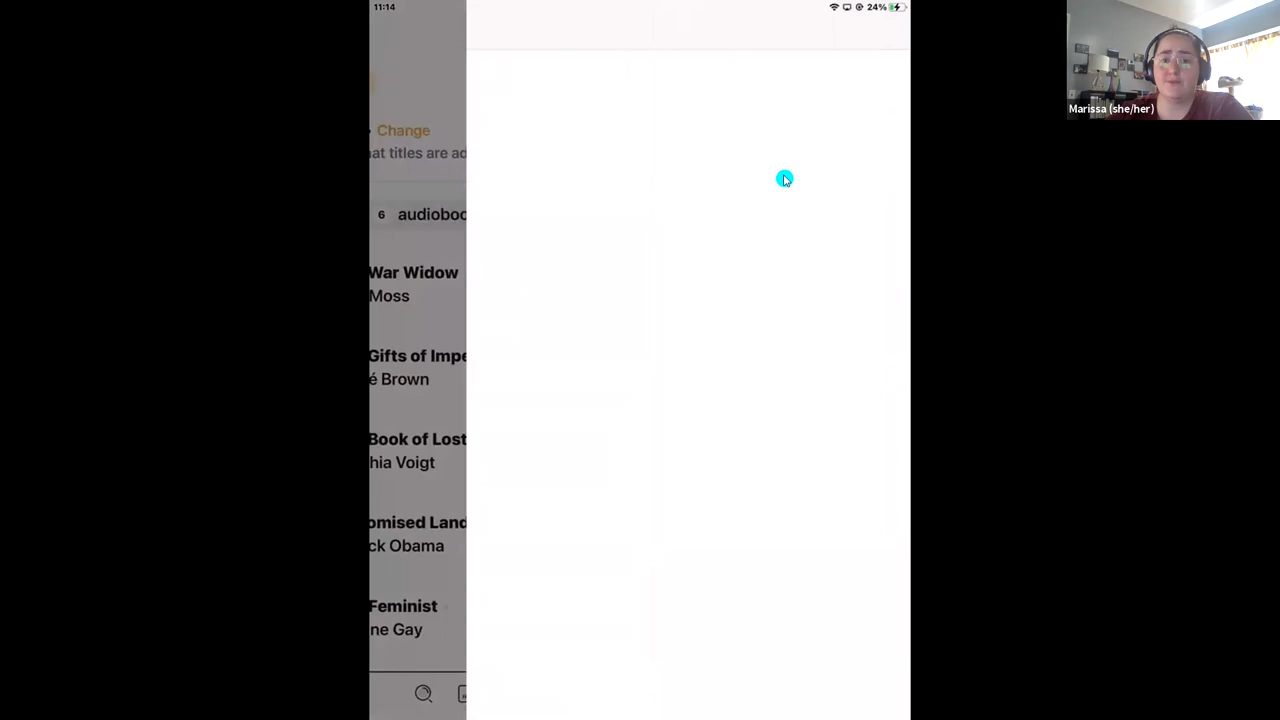 11:14
24%
Change
at titles are ad
6 audioboo
War Widow
Moss
Gifts of Impe
é Brown
Book of Lost
hia Voigt
omised Land
ck Obama
Feminist
ne Gay
Marissa (she/her)